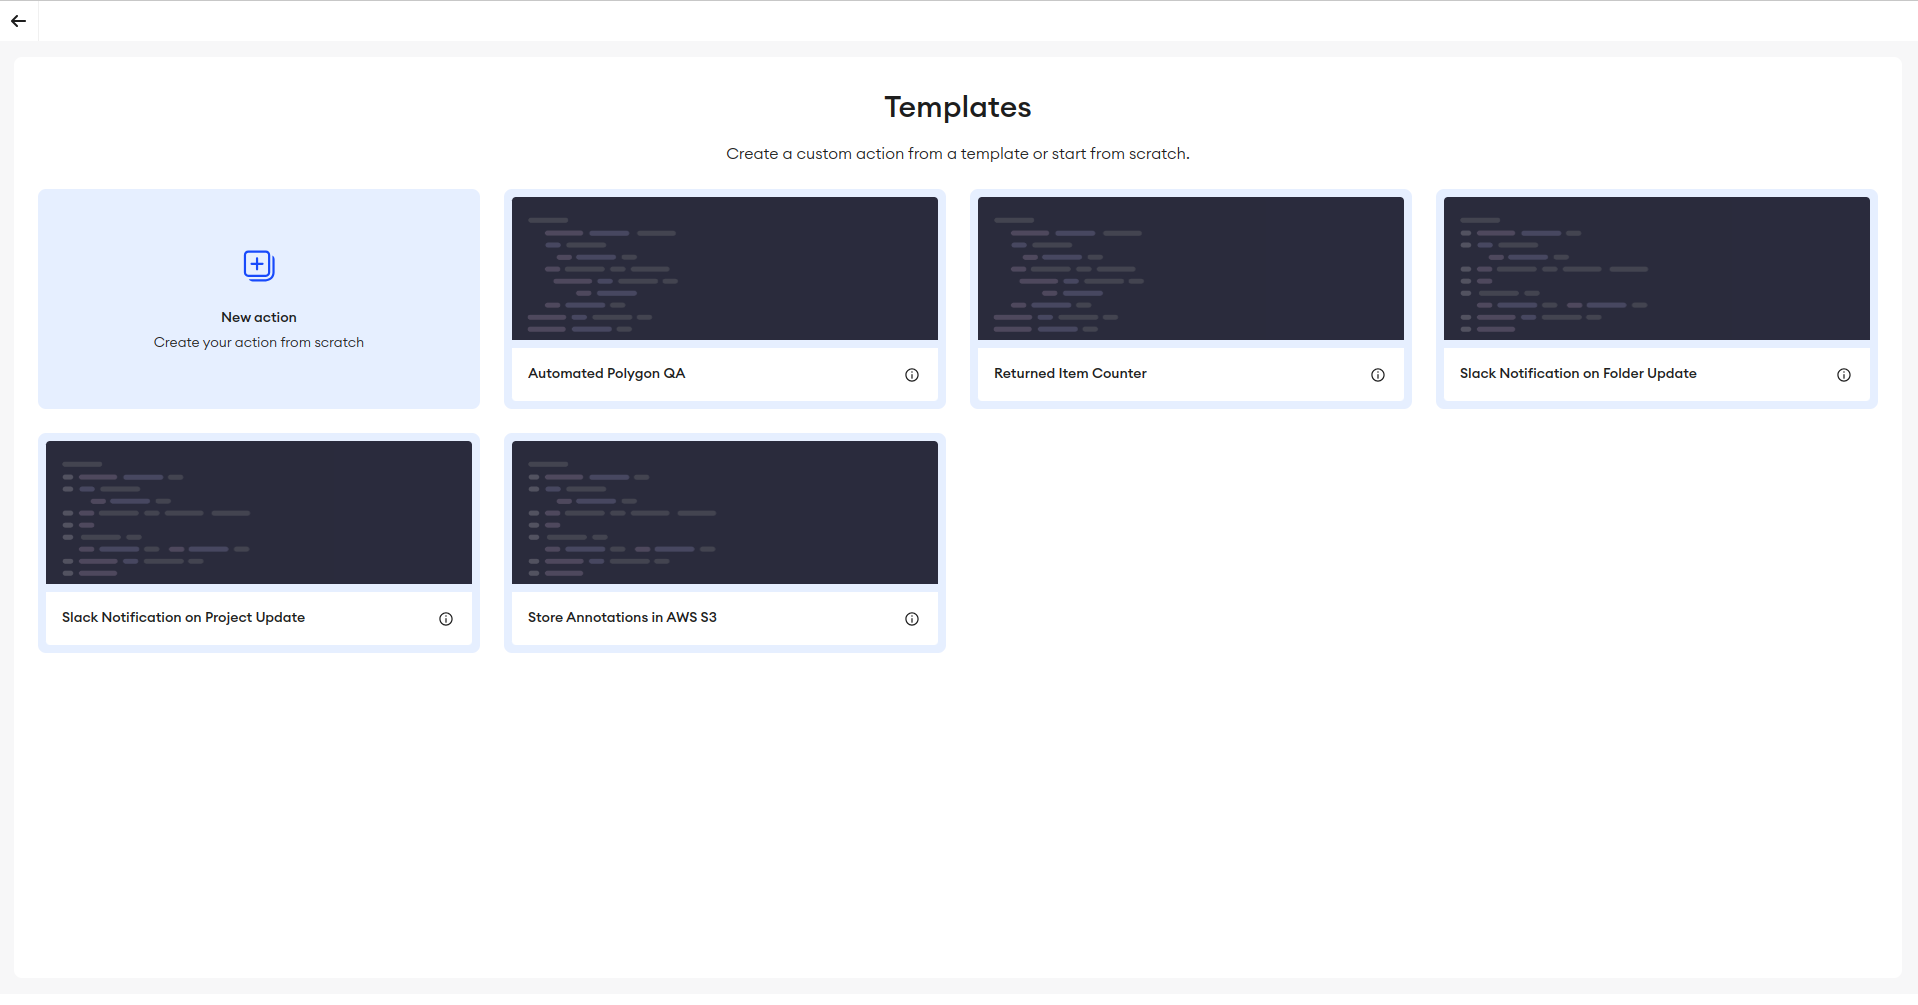 Templates
Create a custom action from a template or start from scratch.
New action
Create your action from scratch
Automated Polygon QA
Returned Item Counter
Slack Notification on Folder Update
Slack Notification on Project Update
Store Annotations in AWS S3